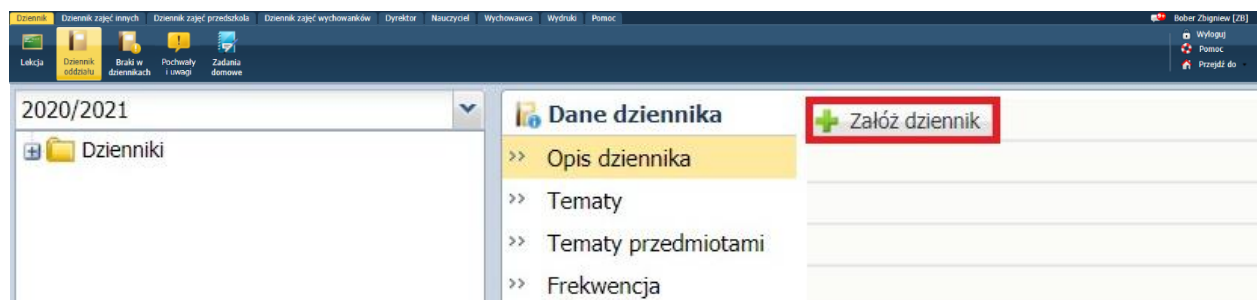 Dziennik Dziennik zajęć innych Dziennik zajęć przedszkola Dziennik zajęć wychowanków Dyrektor Nauczyciel Wychowawca Wydruki Pomoc
Bober Zbigniew [ZB]
Lekcja
Dziennik
oddziału
Braki w
dziennikach
Pochwały
i uwagi
Zadania
domowe
Wyloguj
Pomoc
Przejdź do
2020/2021
Dzienniki
Dane dziennika
Opis dziennika
Tematy
Tematy przedmiotami
Frekwencja
Załóż dziennik